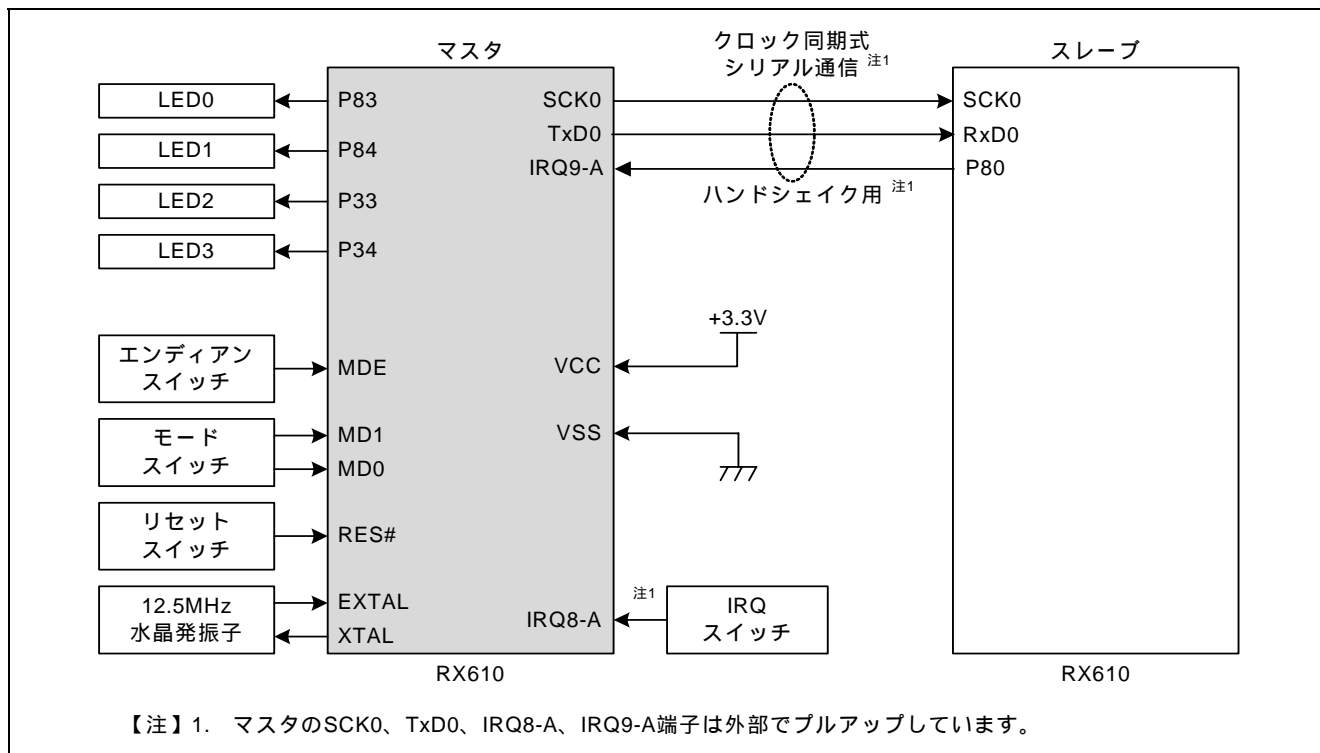 マスタ
クロック同期式
シリアル通信 注1
スレーブ
LED0
P83
SCK0
SCK0
LED1
P84
TxD0
RxD0
LED2
P33
IRQ9-A
P80
ハンドシェイク用 注1
LED3
P34
+3.3V
エンディアン
スイッチ
MDE
VCC
モード
スイッチ
MD1
MD0
VSS
リセット
スイッチ
RES#
12.5MHz
水晶発振子
EXTAL
XTAL
IRQ8-A
注1
IRQ
スイッチ
RX610
RX610
【注】1. マスタのSCK0、TxD0、IRQ8-A、IRQ9-A端子は外部でプルアップしています。